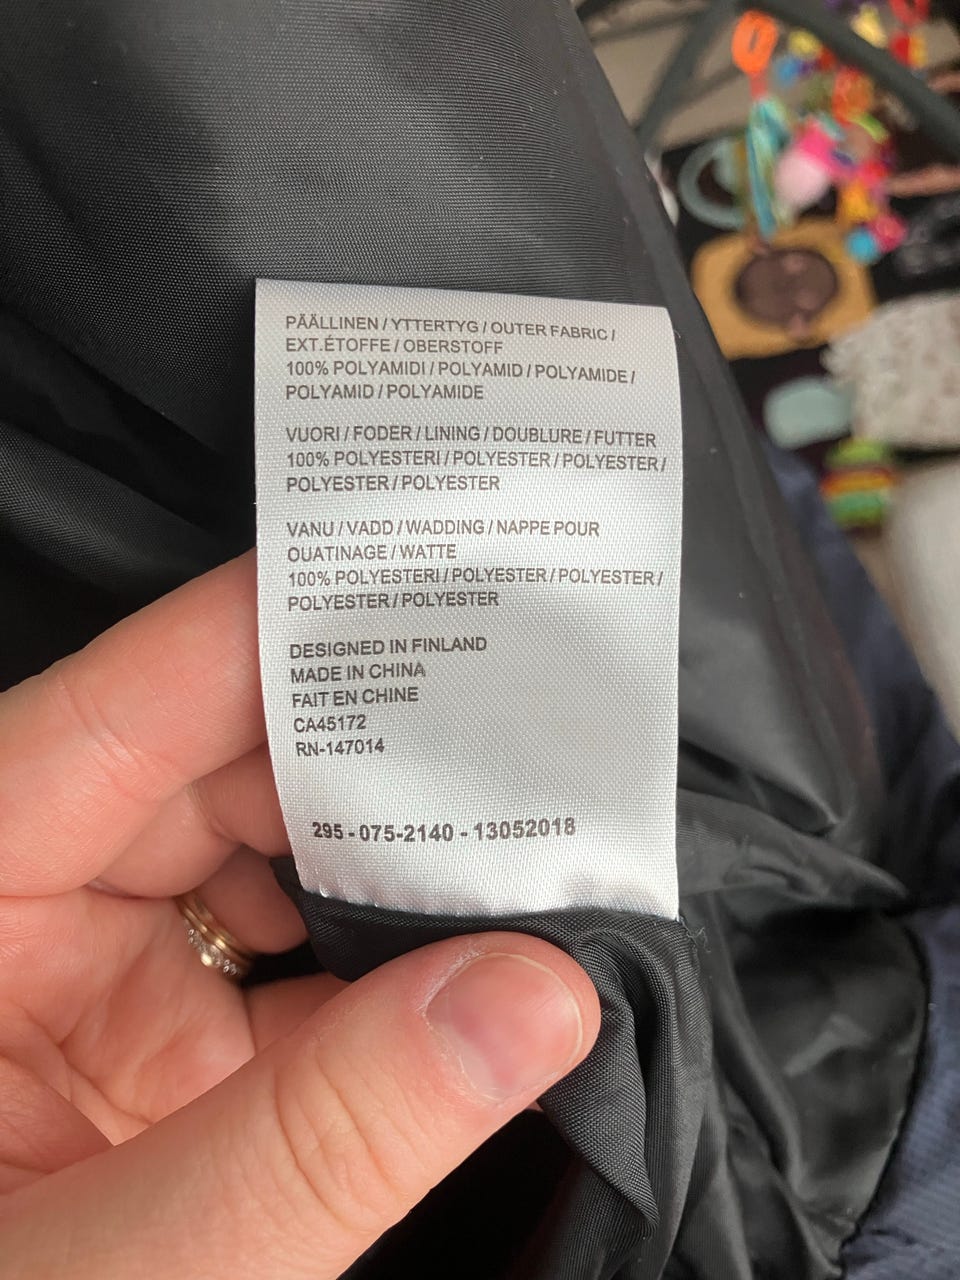 PÄÄLLINEN / YTTERTYG / OUTER FABRIC /
EXT.ÉTOFFE / OBERSTOFF
100% POLYAMIDI / POLYAMID / POLYAMIDE /
POLYAMID / POLYAMIDE
VUORI / FODER / LINING / DOUBLURE / FUTTER
100% POLYESTERI / POLYESTER / POLYESTER /
POLYESTER / POLYESTER
VANU / VADD / WADDING / NAPPE POUR
OUATINAGE / WATTE
100% POLYESTERI / POLYESTER / POLYESTER /
POLYESTER / POLYESTER
DESIGNED IN FINLAND
MADE IN CHINA
FAIT EN CHINE
CA45172
RN-147014
295 - 075-2140 - 13052018